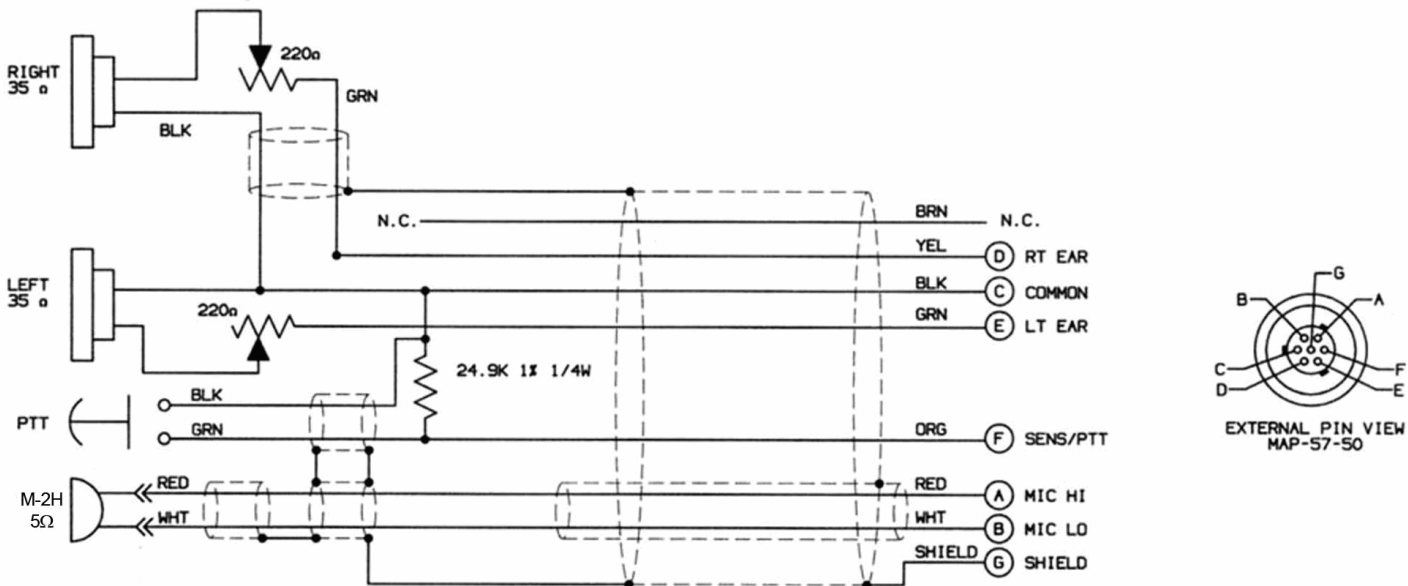 RIGHT
35 Ω
220Ω
GRN
BLK
N.C.
BRN
N.C.
YEL
D
RT EAR
LEFT
35 Ω
BLK
C
COMMON
220Ω
GRN
E
LT EAR
24.9K 1% 1/4W
PTT
BLK
GRN
ORG
F
SENS/PTT
M-2H
5Ω
RED
WHT
RED
A
MIC HI
WHT
B
MIC LO
SHIELD
G
SHIELD
G
B
A
C
F
D
E
EXTERNAL PIN VIEW
MAP-57-50